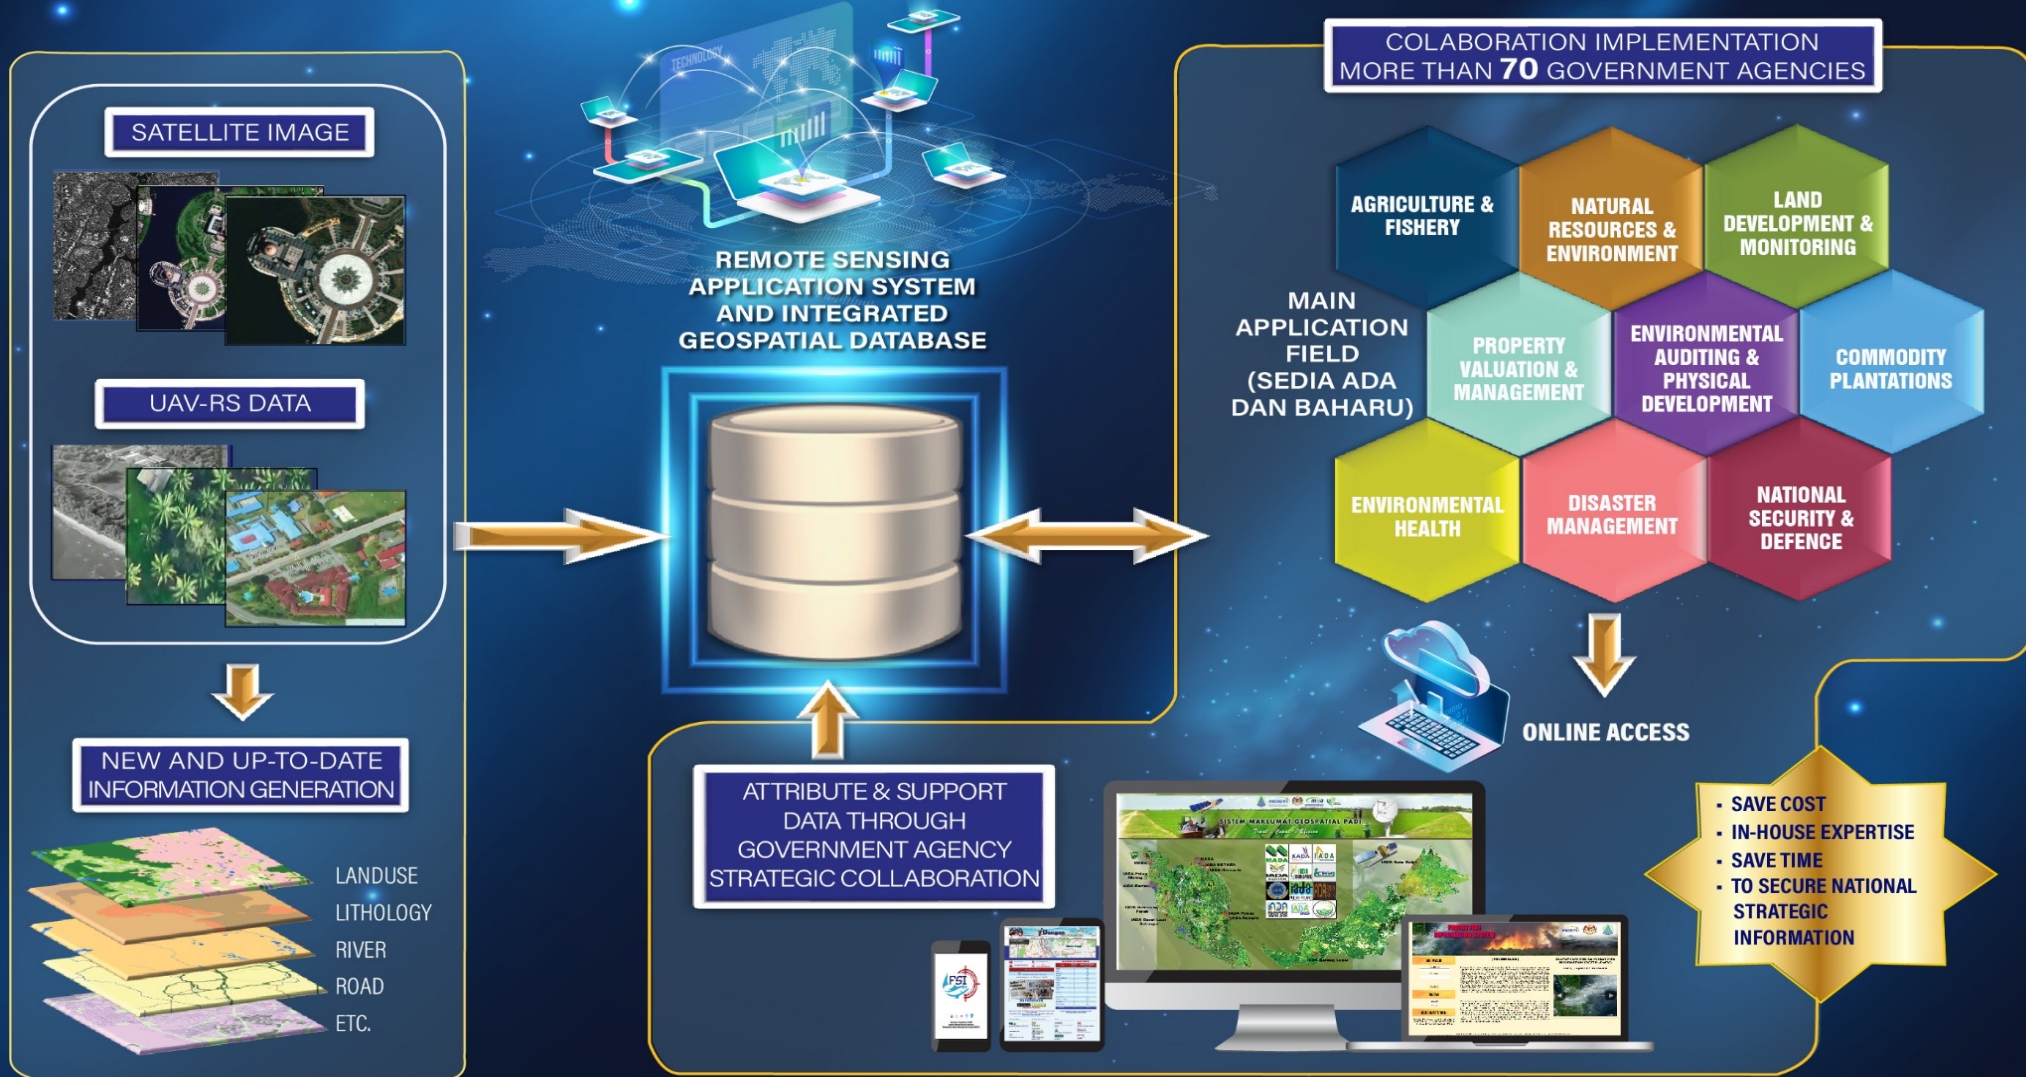 SATELLITE IMAGE
UAV-RS DATA
NEW AND UP-TO-DATE
INFORMATION GENERATION
LANDUSE
LITHOLOGY
RIVER
ROAD
ETC.
TECHNOLOGY
REMOTE SENSING
APPLICATION SYSTEM
AND INTEGRATED
GEOSPATIAL DATABASE
ATTRIBUTE & SUPPORT
DATA THROUGH
GOVERNMENT AGENCY
STRATEGIC COLLABORATION
COLABORATION IMPLEMENTATION
MORE THAN 70 GOVERNMENT AGENCIES
MAIN
APPLICATION
FIELD
(SEDIA ADA
DAN BAHARU)
AGRICULTURE &
FISHERY
NATURAL
RESOURCES &
ENVIRONMENT
LAND
DEVELOPMENT &
MONITORING
PROPERTY
VALUATION &
MANAGEMENT
ENVIRONMENTAL
AUDITING &
PHYSICAL
DEVELOPMENT
COMMODITY
PLANTATIONS
ENVIRONMENTAL
HEALTH
DISASTER
MANAGEMENT
NATIONAL
SECURITY &
DEFENCE
ONLINE ACCESS
SISTEM MAKLUMAT GEOSPATIAL PADI
FSI
- SAVE COST
- IN-HOUSE EXPERTISE
- SAVE TIME
- TO SECURE NATIONAL
STRATEGIC
INFORMATION